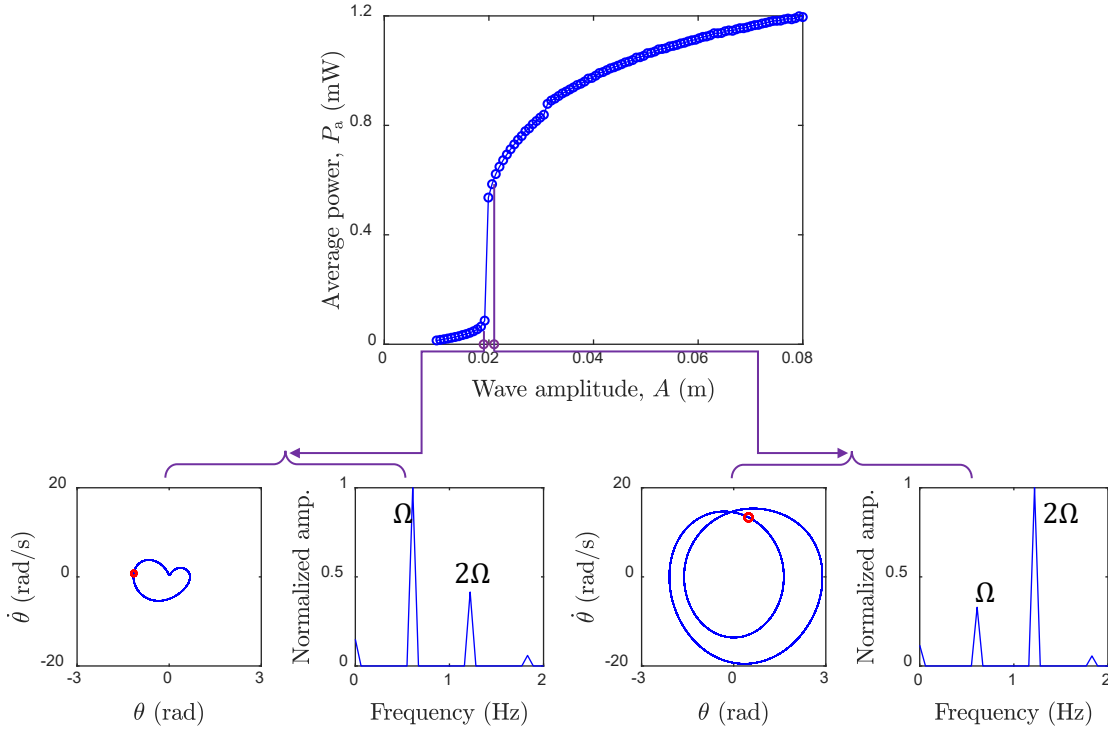 1.2
0.8
0.4
0
Average power, P_a (mW)
0 0.02 0.04 0.06 0.08
Wave amplitude, A (m)
20
0
-20
θ̇ (rad/s)
-3 0 3
θ (rad)
1
0.5
0
Normalized amp.
Ω
2Ω
0 1 2
Frequency (Hz)
20
0
-20
θ̇ (rad/s)
-3 0 3
θ (rad)
1
0.5
0
Normalized amp.
2Ω
Ω
0 1 2
Frequency (Hz)